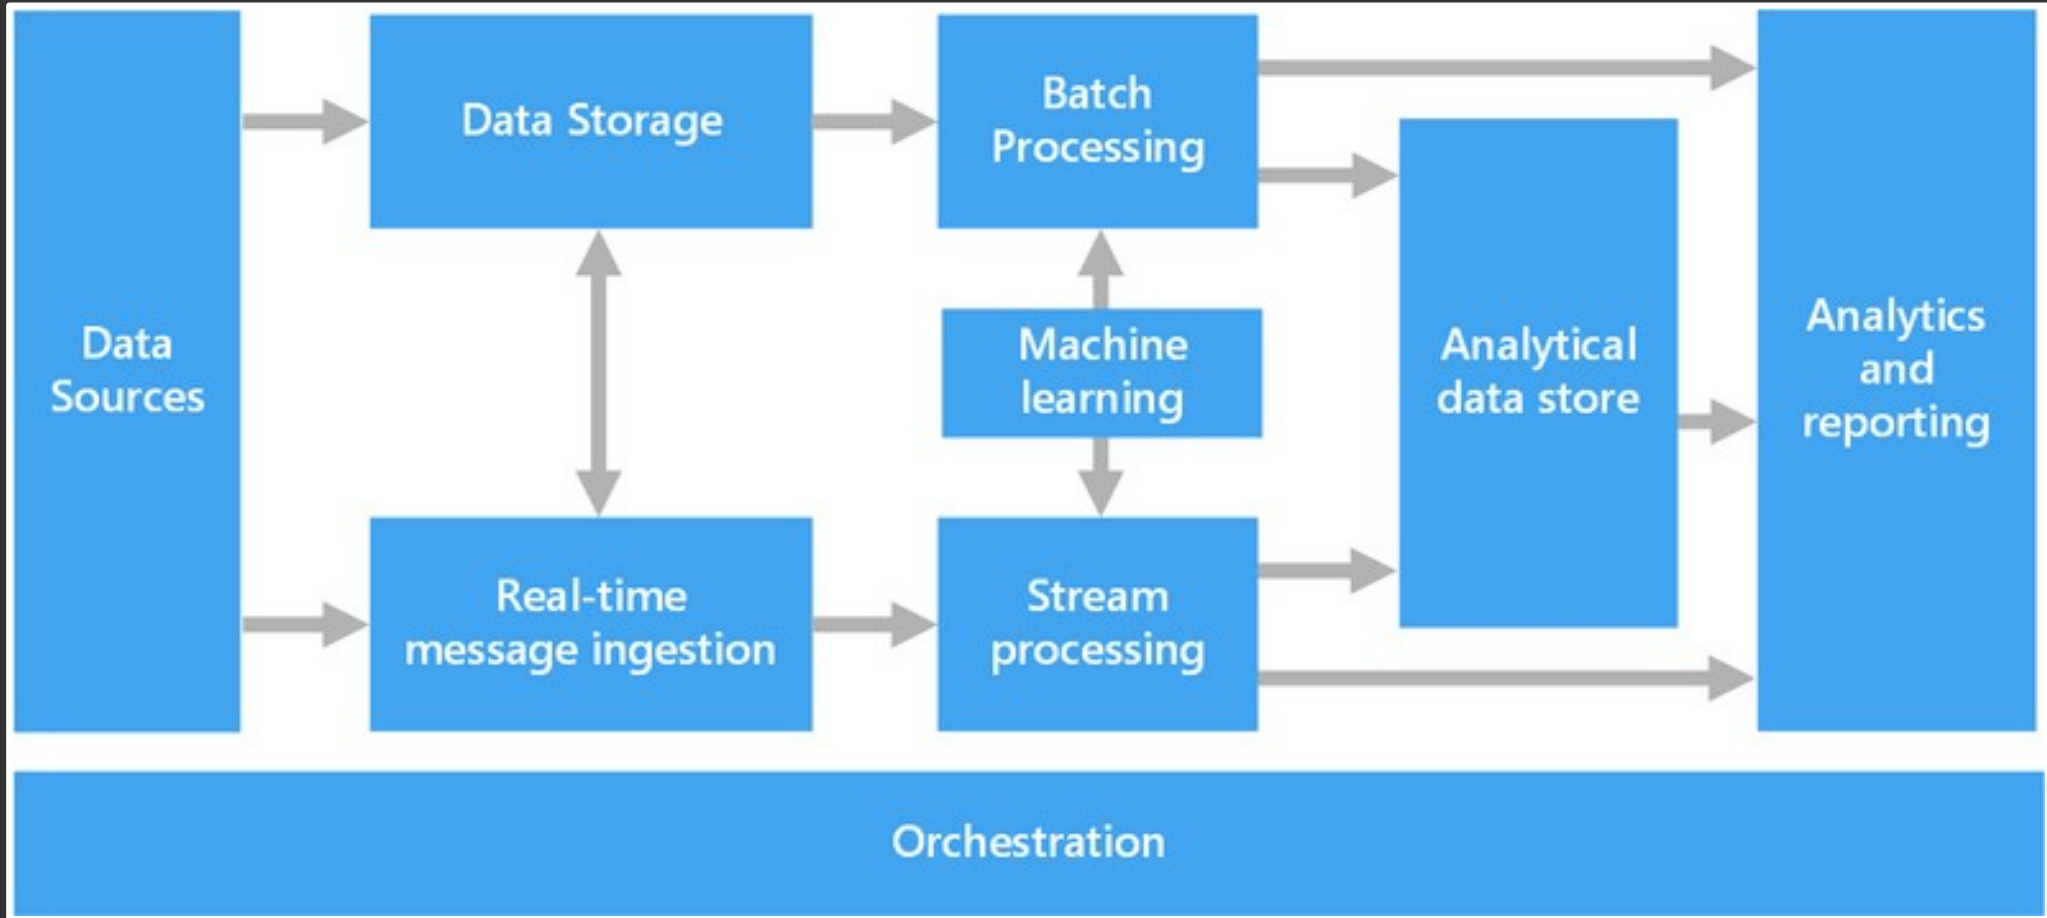 Data
Sources
Data Storage
Batch
Processing
Machine
learning
Real-time
message ingestion
Stream
processing
Analytical
data store
Analytics
and
reporting
Orchestration